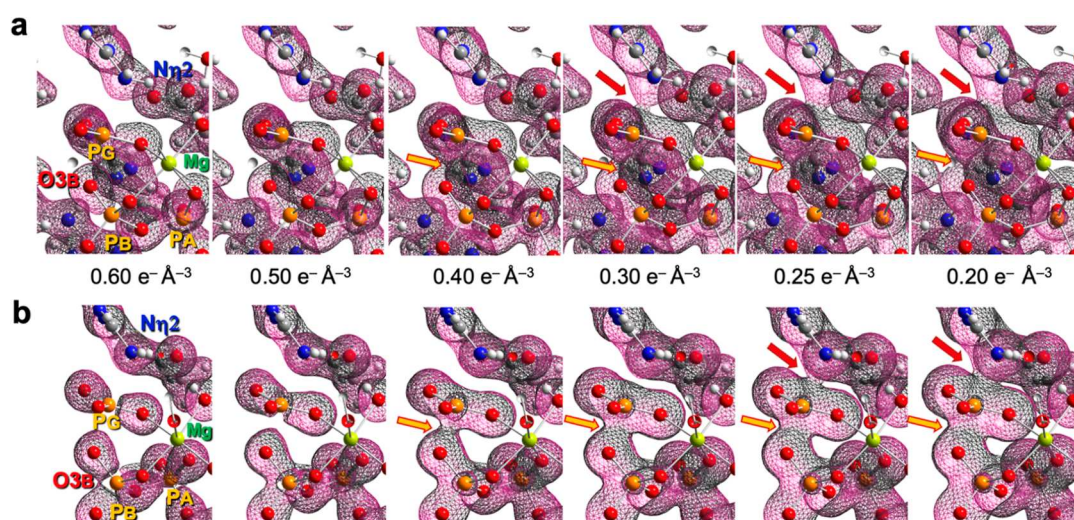 a
Nη2
PG
Mg
O3B
PB
PA
0.60 e⁻ Å⁻³
0.50 e⁻ Å⁻³
0.40 e⁻ Å⁻³
0.30 e⁻ Å⁻³
0.25 e⁻ Å⁻³
0.20 e⁻ Å⁻³
b
Nη2
PG
Mg
O3B
PA
PB